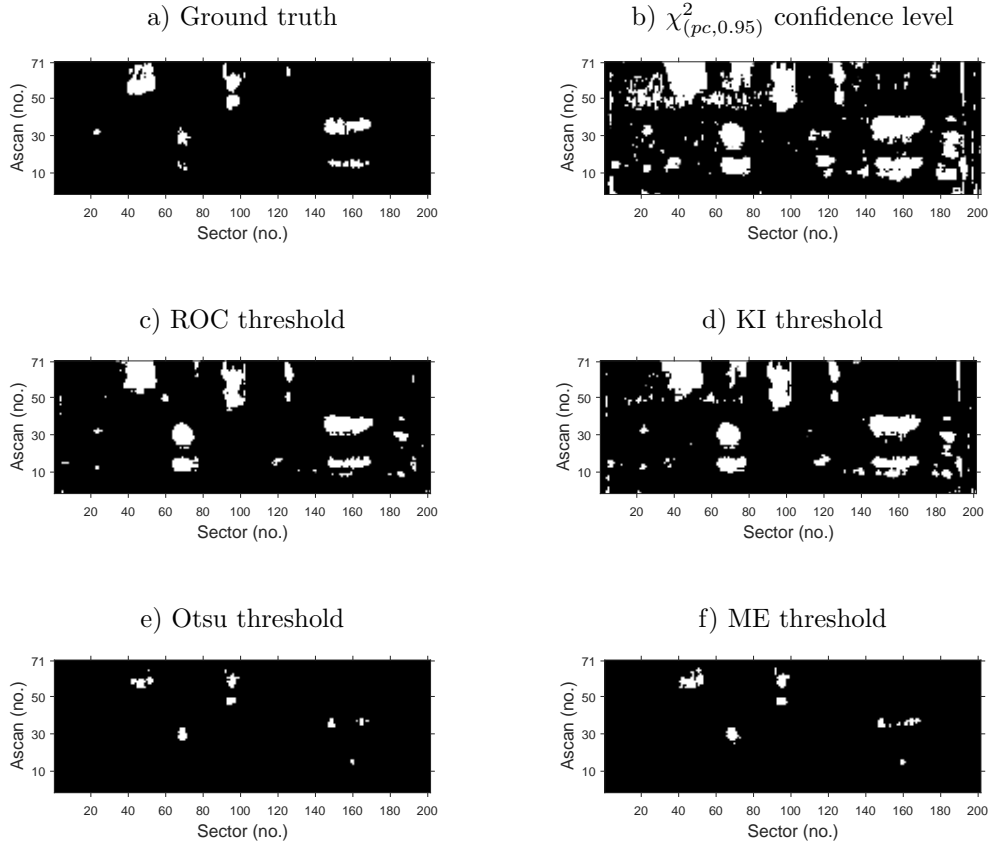 a) Ground truth
b) χ²₍pc,0.95₎ confidence level
71
50
30
10
Ascan (no.)
20 40 60 80 100 120 140 160 180 200
Sector (no.)
71
50
30
10
Ascan (no.)
20 40 60 80 100 120 140 160 180 200
Sector (no.)
c) ROC threshold
d) KI threshold
71
50
30
10
Ascan (no.)
20 40 60 80 100 120 140 160 180 200
Sector (no.)
71
50
30
10
Ascan (no.)
20 40 60 80 100 120 140 160 180 200
Sector (no.)
e) Otsu threshold
f) ME threshold
71
50
30
10
Ascan (no.)
20 40 60 80 100 120 140 160 180 200
Sector (no.)
71
50
30
10
Ascan (no.)
20 40 60 80 100 120 140 160 180 200
Sector (no.)